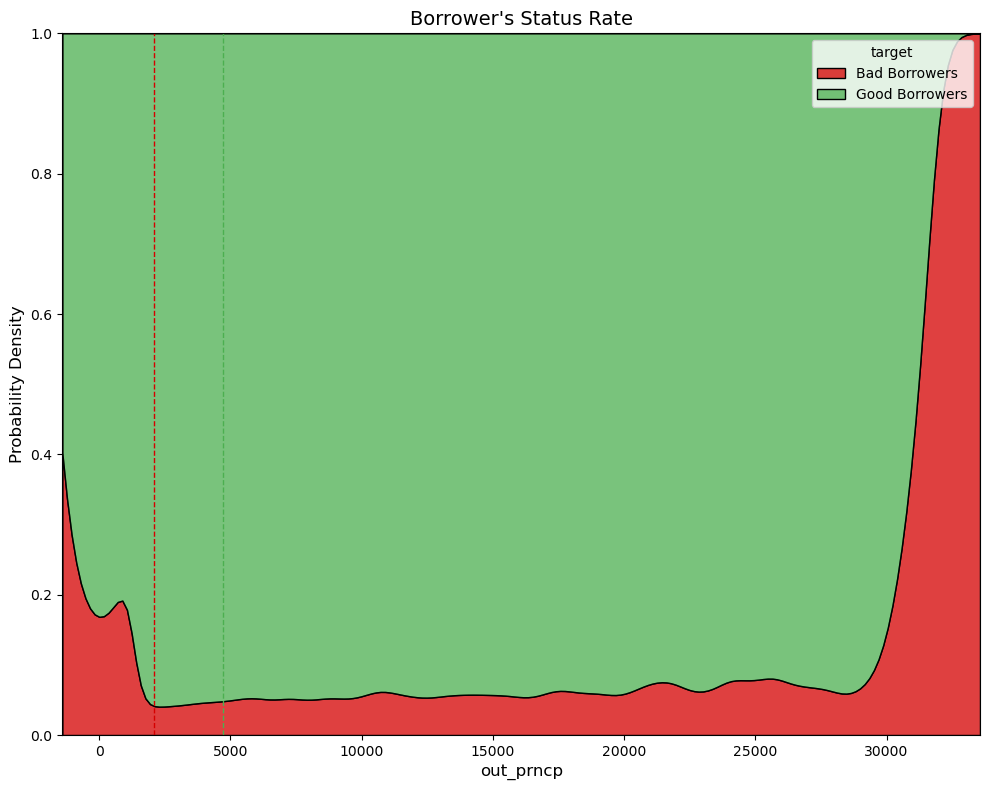 Borrower's Status Rate
target
Bad Borrowers
Good Borrowers
Probability Density
1.0
0.8
0.6
0.4
0.2
0.0
0 5000 10000 15000 20000 25000 30000
out_prncp